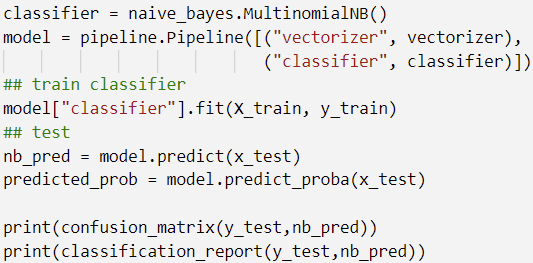 classifier = naive_bayes.MultinomialNB()
model = pipeline.Pipeline([("vectorizer", vectorizer),
("classifier", classifier)])
## train classifier
model["classifier"].fit(X_train, y_train)
## test
nb_pred = model.predict(x_test)
predicted_prob = model.predict_proba(x_test)
print(confusion_matrix(y_test,nb_pred))
print(classification_report(y_test,nb_pred))